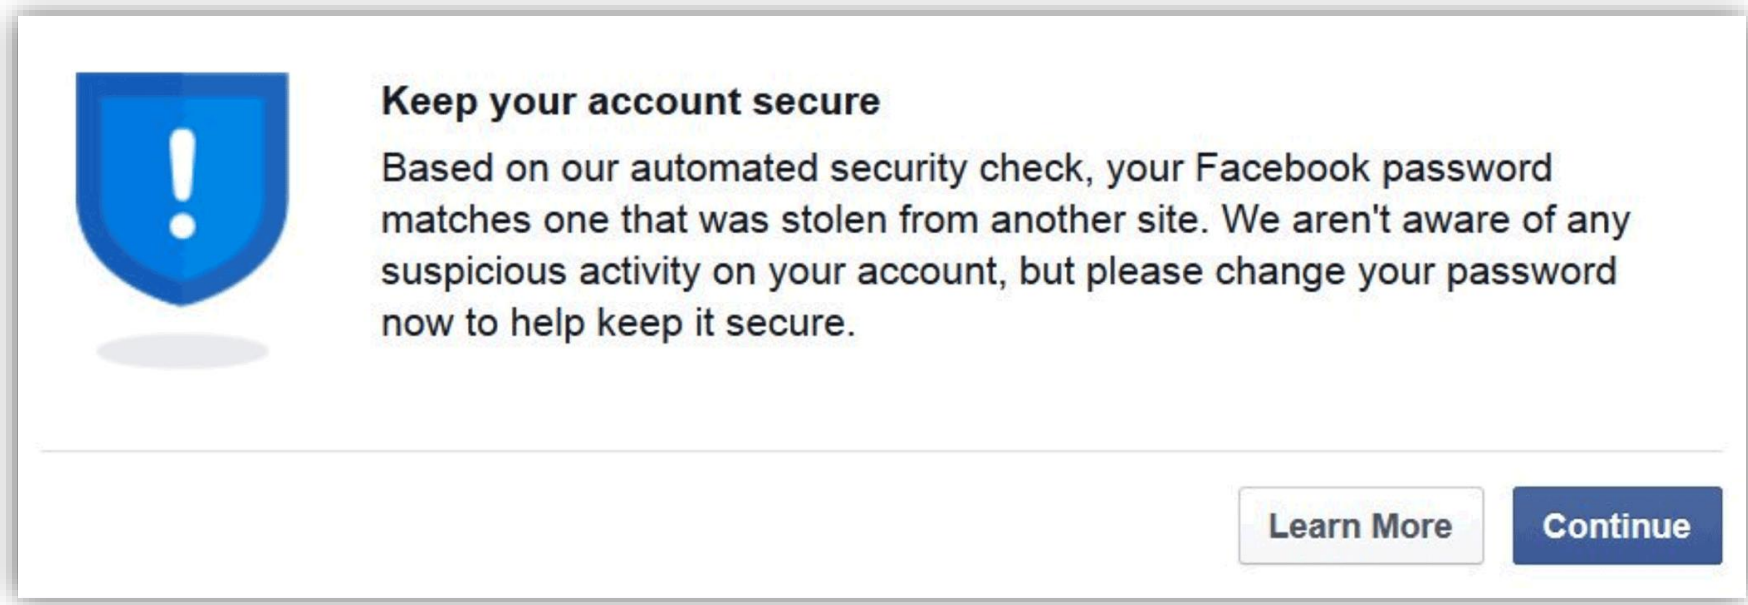 Keep your account secure
Based on our automated security check, your Facebook password
matches one that was stolen from another site. We aren't aware of any
suspicious activity on your account, but please change your password
now to help keep it secure.
Learn More
Continue